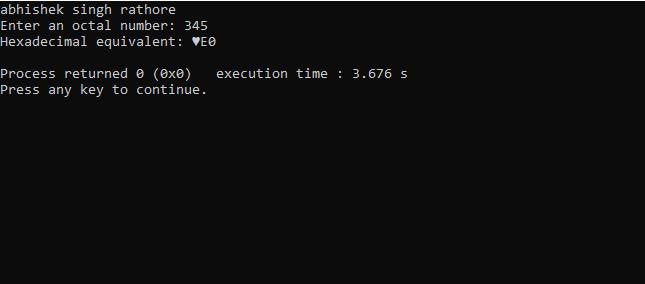 abhishek singh rathore
Enter an octal number: 345
Hexadecimal equivalent: ♥E0
Process returned 0 (0x0)   execution time : 3.676 s
Press any key to continue.